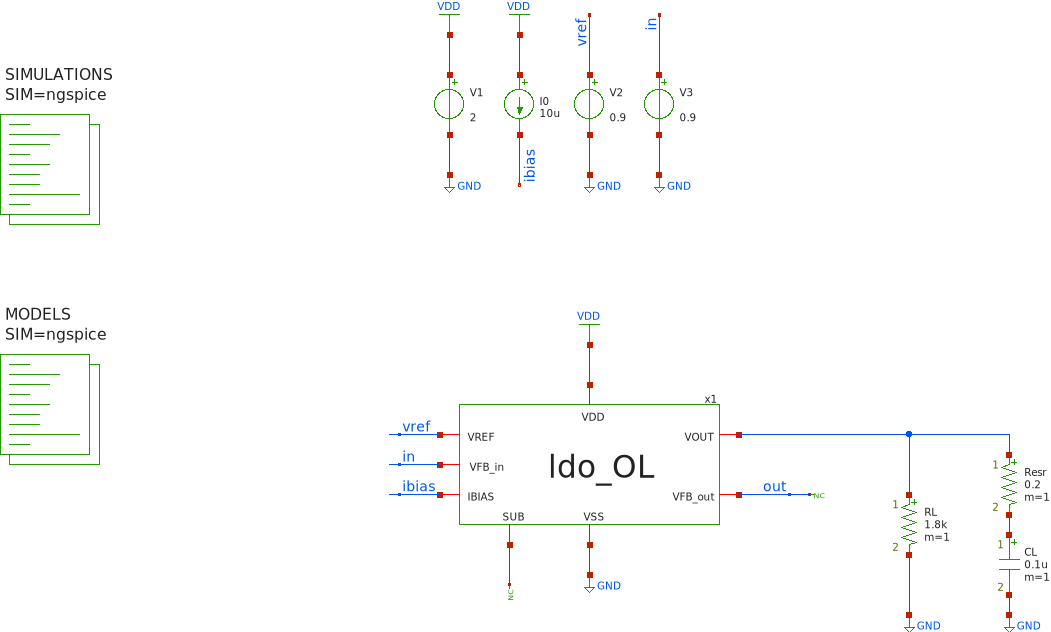 VDD
VDD
vref
in
SIMULATIONS
SIM=ngspice
+
V1
2
+
I0
10u
+
V2
0.9
+
V3
0.9
ibias
GND
GND
GND
MODELS
SIM=ngspice
VDD
x1
VDD
vref
VREF
VOUT
in
VFB_in
ldo_OL
ibias
IBIAS
VFB_out
out
NC
SUB
VSS
NC
GND
1
+
RL
1.8k
m=1
2
GND
1
+
Resr
0.2
m=1
2
1
+
CL
0.1u
m=1
2
GND